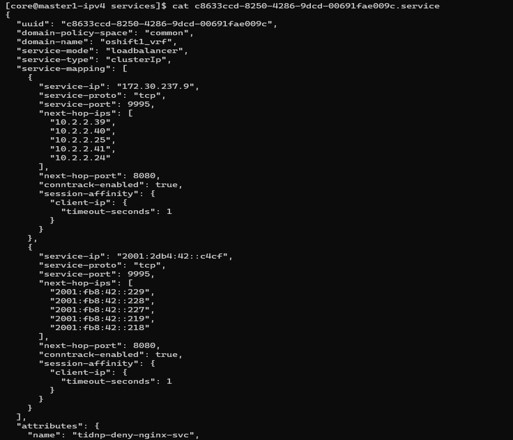 [core@master1-ipv4 services]$ cat c8633ccd-8250-4286-9dcd-00691fae009c.service
{
  "uuid": "c8633ccd-8250-4286-9dcd-00691fae009c",
  "domain-policy-space": "common",
  "domain-name": "oshift1_vrf",
  "service-mode": "loadbalancer",
  "service-type": "clusterIp",
  "service-mapping": [
    {
      "service-ip": "172.30.237.9",
      "service-proto": "tcp",
      "service-port": 9995,
      "next-hop-ips": [
        "10.2.2.39",
        "10.2.2.40",
        "10.2.2.25",
        "10.2.2.41",
        "10.2.2.24"
      ],
      "next-hop-port": 8080,
      "conntrack-enabled": true,
      "session-affinity": {
        "client-ip": {
          "timeout-seconds": 1
        }
      }
    },
    {
      "service-ip": "2001:2db4:42::c4cf",
      "service-proto": "tcp",
      "service-port": 9995,
      "next-hop-ips": [
        "2001:fb8:42::229",
        "2001:fb8:42::228",
        "2001:fb8:42::227",
        "2001:fb8:42::219",
        "2001:fb8:42::218"
      ],
      "next-hop-port": 8080,
      "conntrack-enabled": true,
      "session-affinity": {
        "client-ip": {
          "timeout-seconds": 1
        }
      }
    }
  ],
  "attributes": {
    "name": "tidnp-deny-nginx-svc",